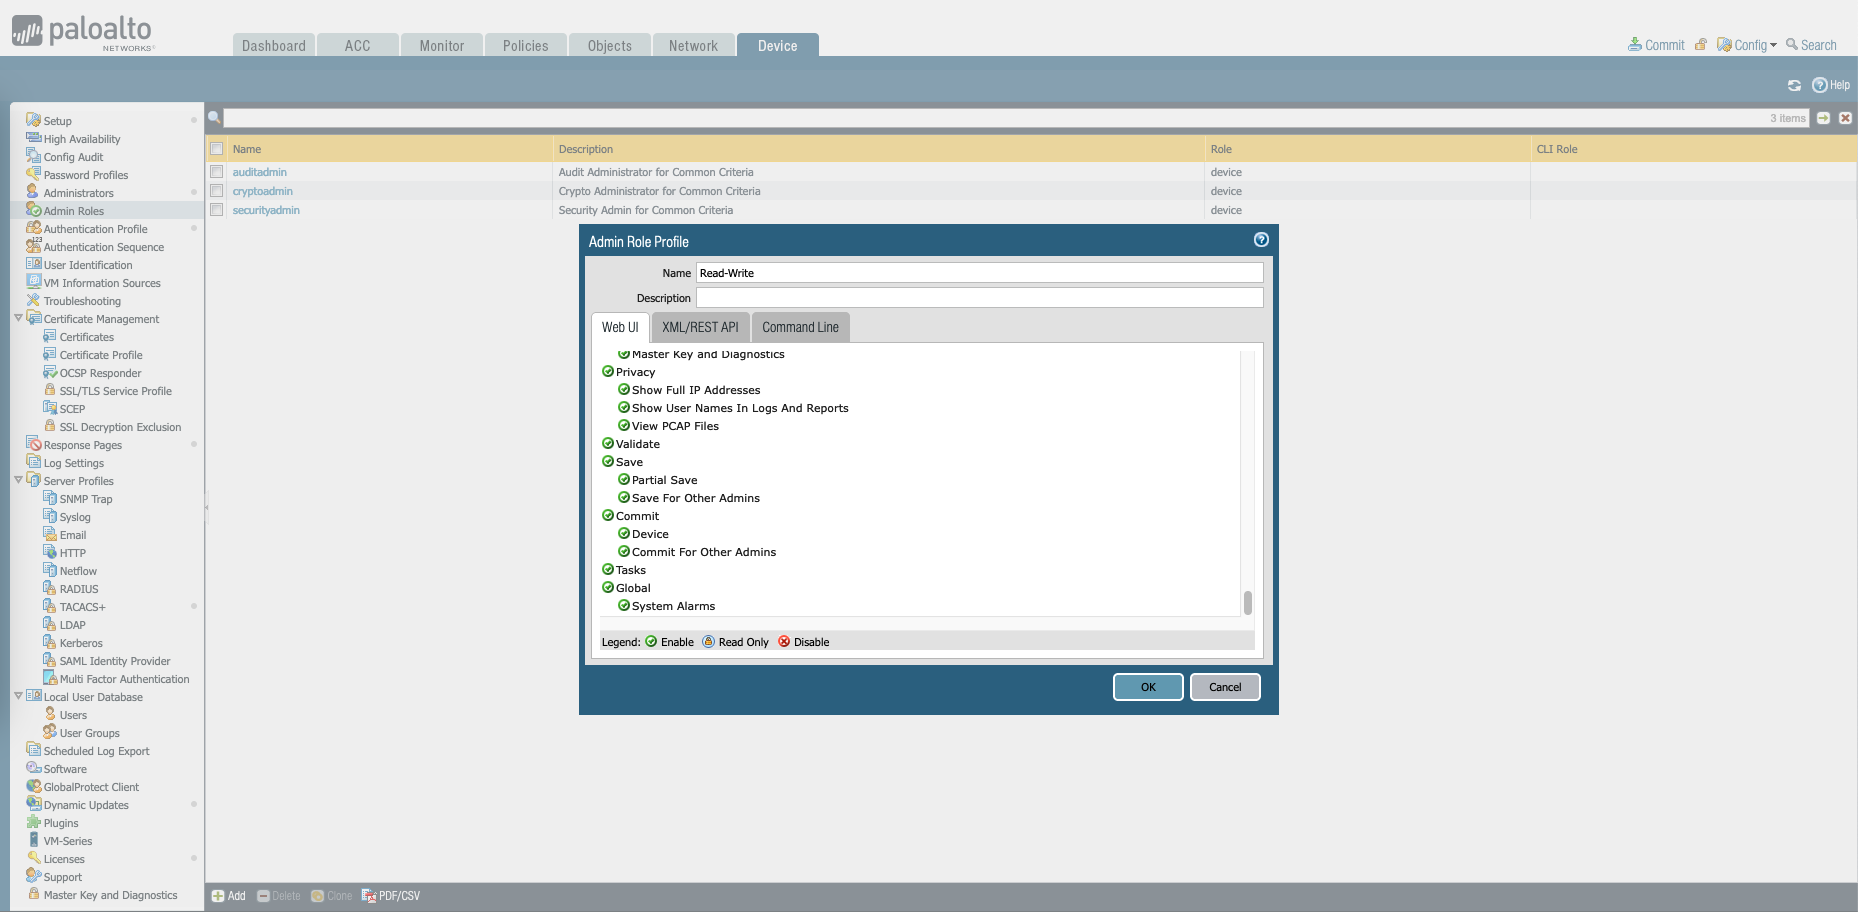 paloalto
NETWORKS
Dashboard ACC Monitor Policies Objects Network Device
Commit Config Search
Help
3 items
Setup
High Availability
Config Audit
Password Profiles
Administrators
Admin Roles
Authentication Profile
Authentication Sequence
User Identification
VM Information Sources
Troubleshooting
Certificate Management
Certificates
Certificate Profile
OCSP Responder
SSL/TLS Service Profile
SCEP
SSL Decryption Exclusion
Response Pages
Log Settings
Server Profiles
SNMP Trap
Syslog
Email
HTTP
Netflow
RADIUS
TACACS+
LDAP
Kerberos
SAML Identity Provider
Multi Factor Authentication
Local User Database
Users
User Groups
Scheduled Log Export
Software
GlobalProtect Client
Dynamic Updates
Plugins
VM-Series
Licenses
Support
Master Key and Diagnostics
Name Description Role CLI Role
auditadmin Audit Administrator for Common Criteria device
cryptoadmin Crypto Administrator for Common Criteria device
securityadmin Security Admin for Common Criteria device
Admin Role Profile
Name Read-Write
Description
Web UI XML/REST API Command Line
Master Key and Diagnostics
Privacy
Show Full IP Addresses
Show User Names In Logs And Reports
View PCAP Files
Validate
Save
Partial Save
Save For Other Admins
Commit
Device
Commit For Other Admins
Tasks
Global
System Alarms
Legend: Enable Read Only Disable
OK Cancel
Add Delete Clone PDF/CSV